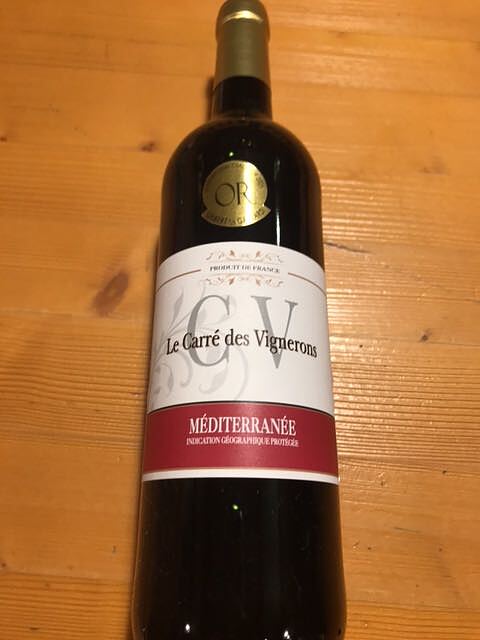 OR
PRODUIT DE FRANCE
CV
Le Carré des Vignerons
MÉDITERRANÉE
INDICATION GÉOGRAPHIQUE PROTÉGÉE